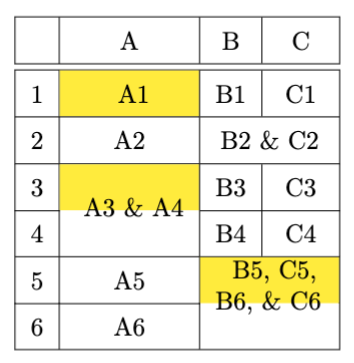 A B C
1 A1 B1 C1
2 A2 B2 & C2
3 A3 & A4 B3 C3
4 B4 C4
5 A5 B5, C5,
B6, & C6
6 A6